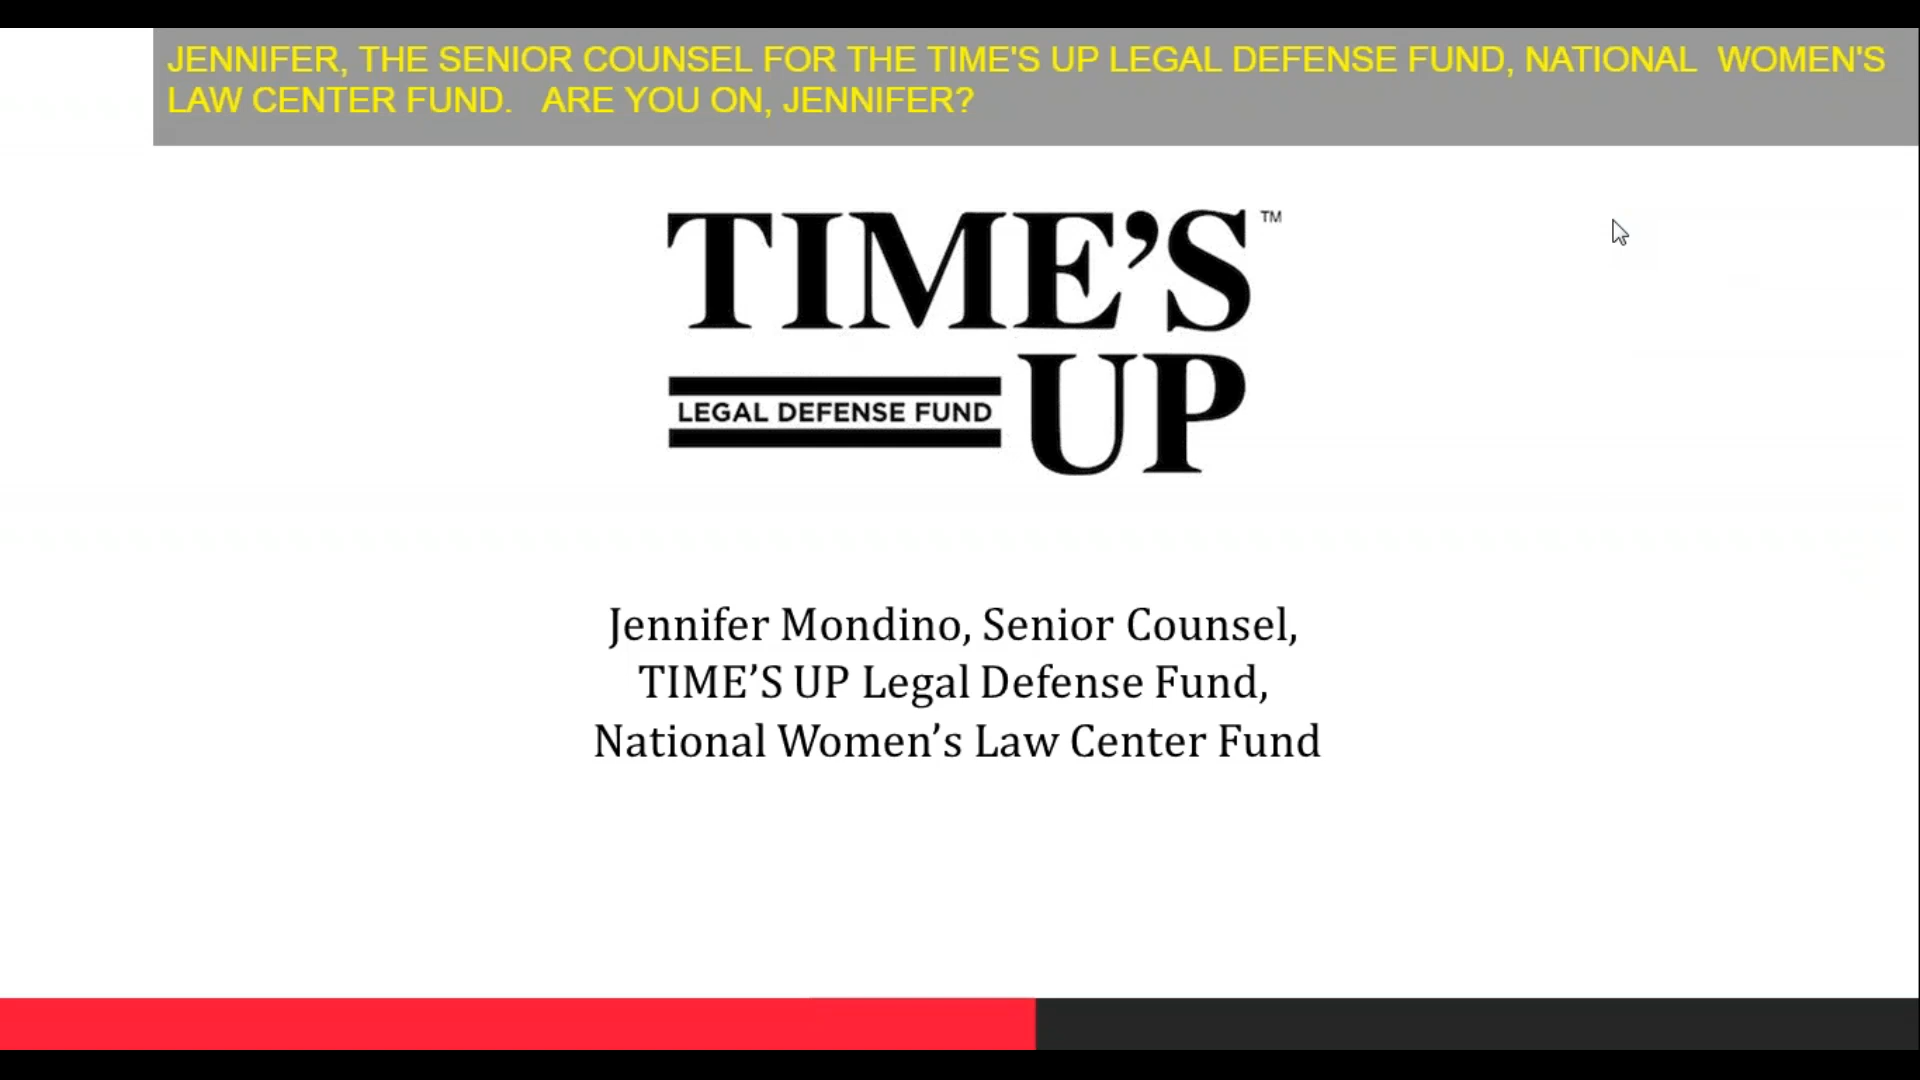 JENNIFER, THE SENIOR COUNSEL FOR THE TIME'S UP LEGAL DEFENSE FUND, NATIONAL  WOMEN'S
LAW CENTER FUND.   ARE YOU ON, JENNIFER?
TIME’S™
LEGAL DEFENSE FUND UP
Jennifer Mondino, Senior Counsel,
TIME’S UP Legal Defense Fund,
National Women’s Law Center Fund